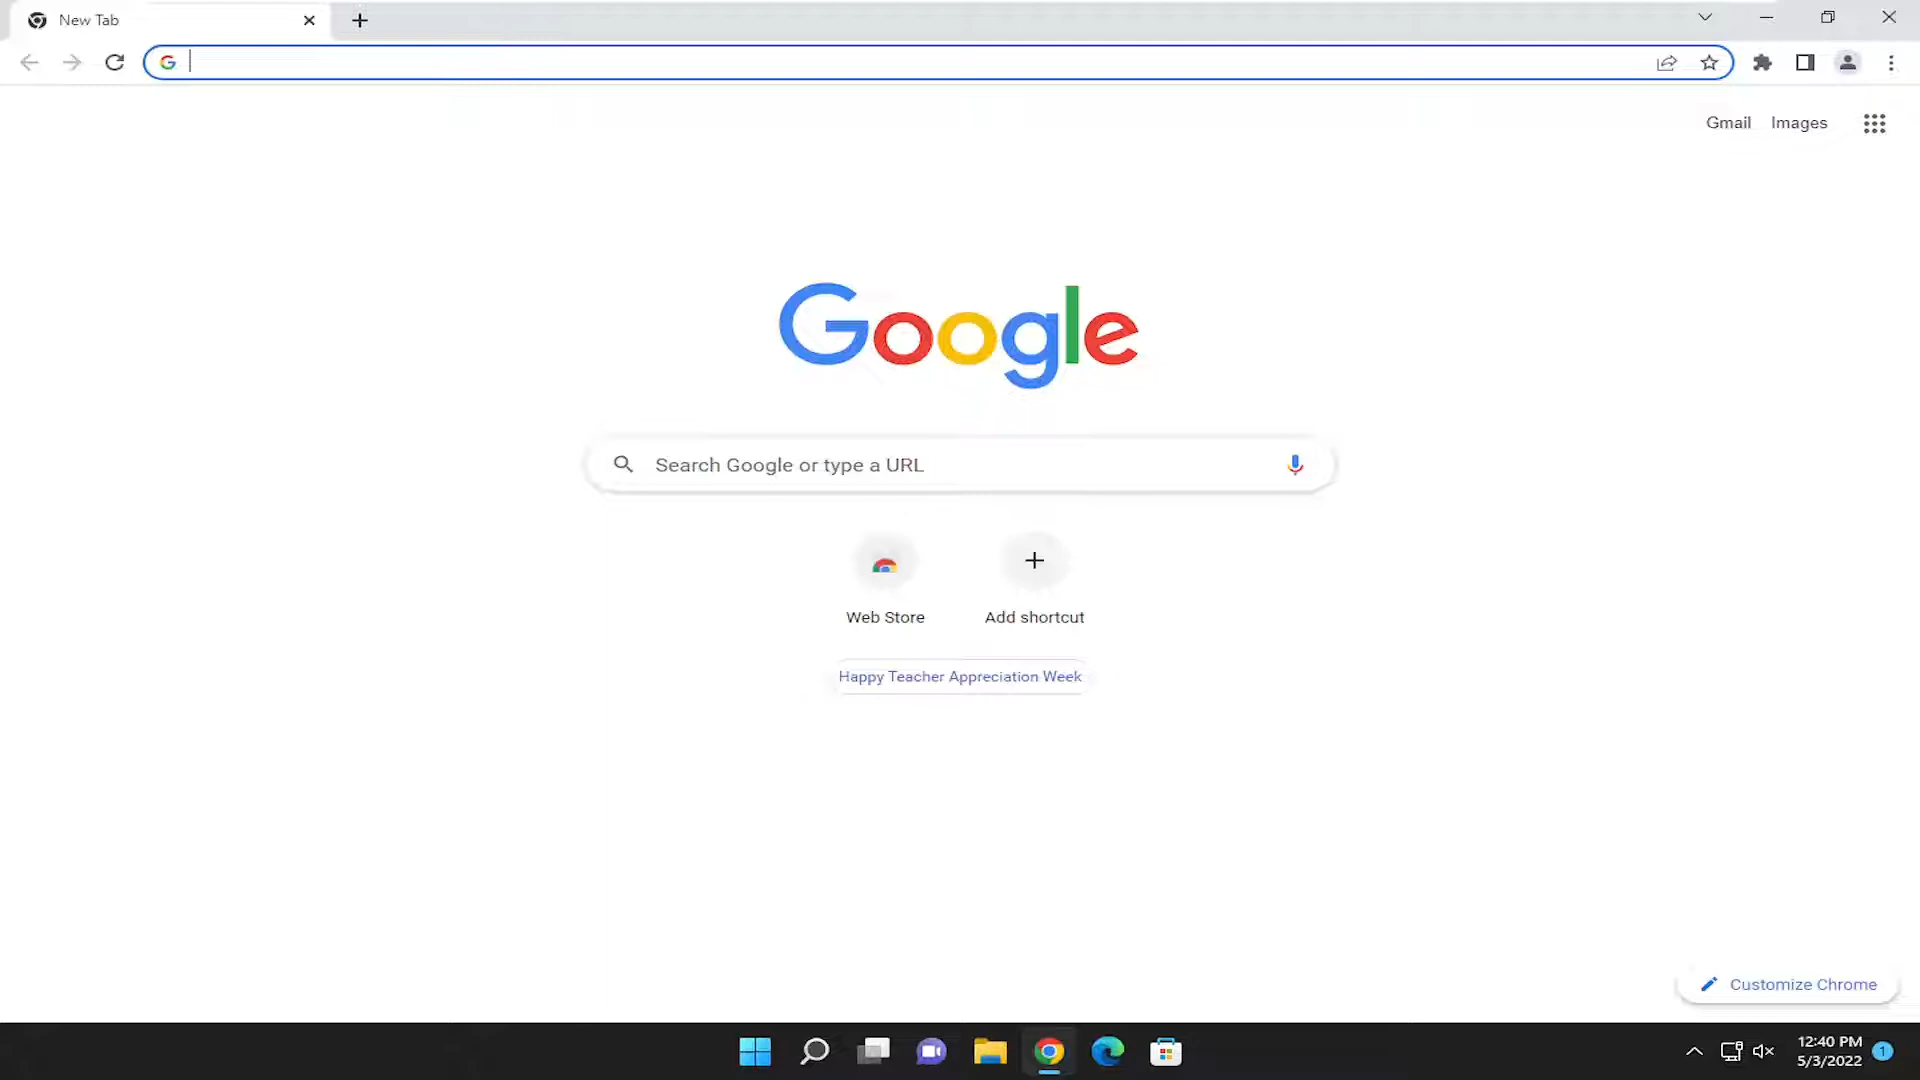 New Tab
Gmail Images
Google
Search Google or type a URL
Web Store
Add shortcut
Happy Teacher Appreciation Week
Customize Chrome
12:40 PM
5/3/2022
1